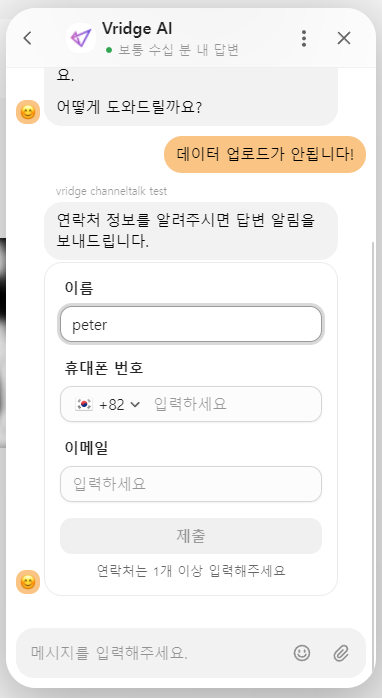 Vridge AI
보통 수십 분 내 답변
요.
어떻게 도와드릴까요?
데이터 업로드가 안됩니다!
vridge channeltalk test
연락처 정보를 알려주시면 답변 알림을
보내드립니다.
이름
peter
휴대폰 번호
+82 입력하세요
이메일
입력하세요
제출
연락처는 1개 이상 입력해주세요
메시지를 입력해주세요.